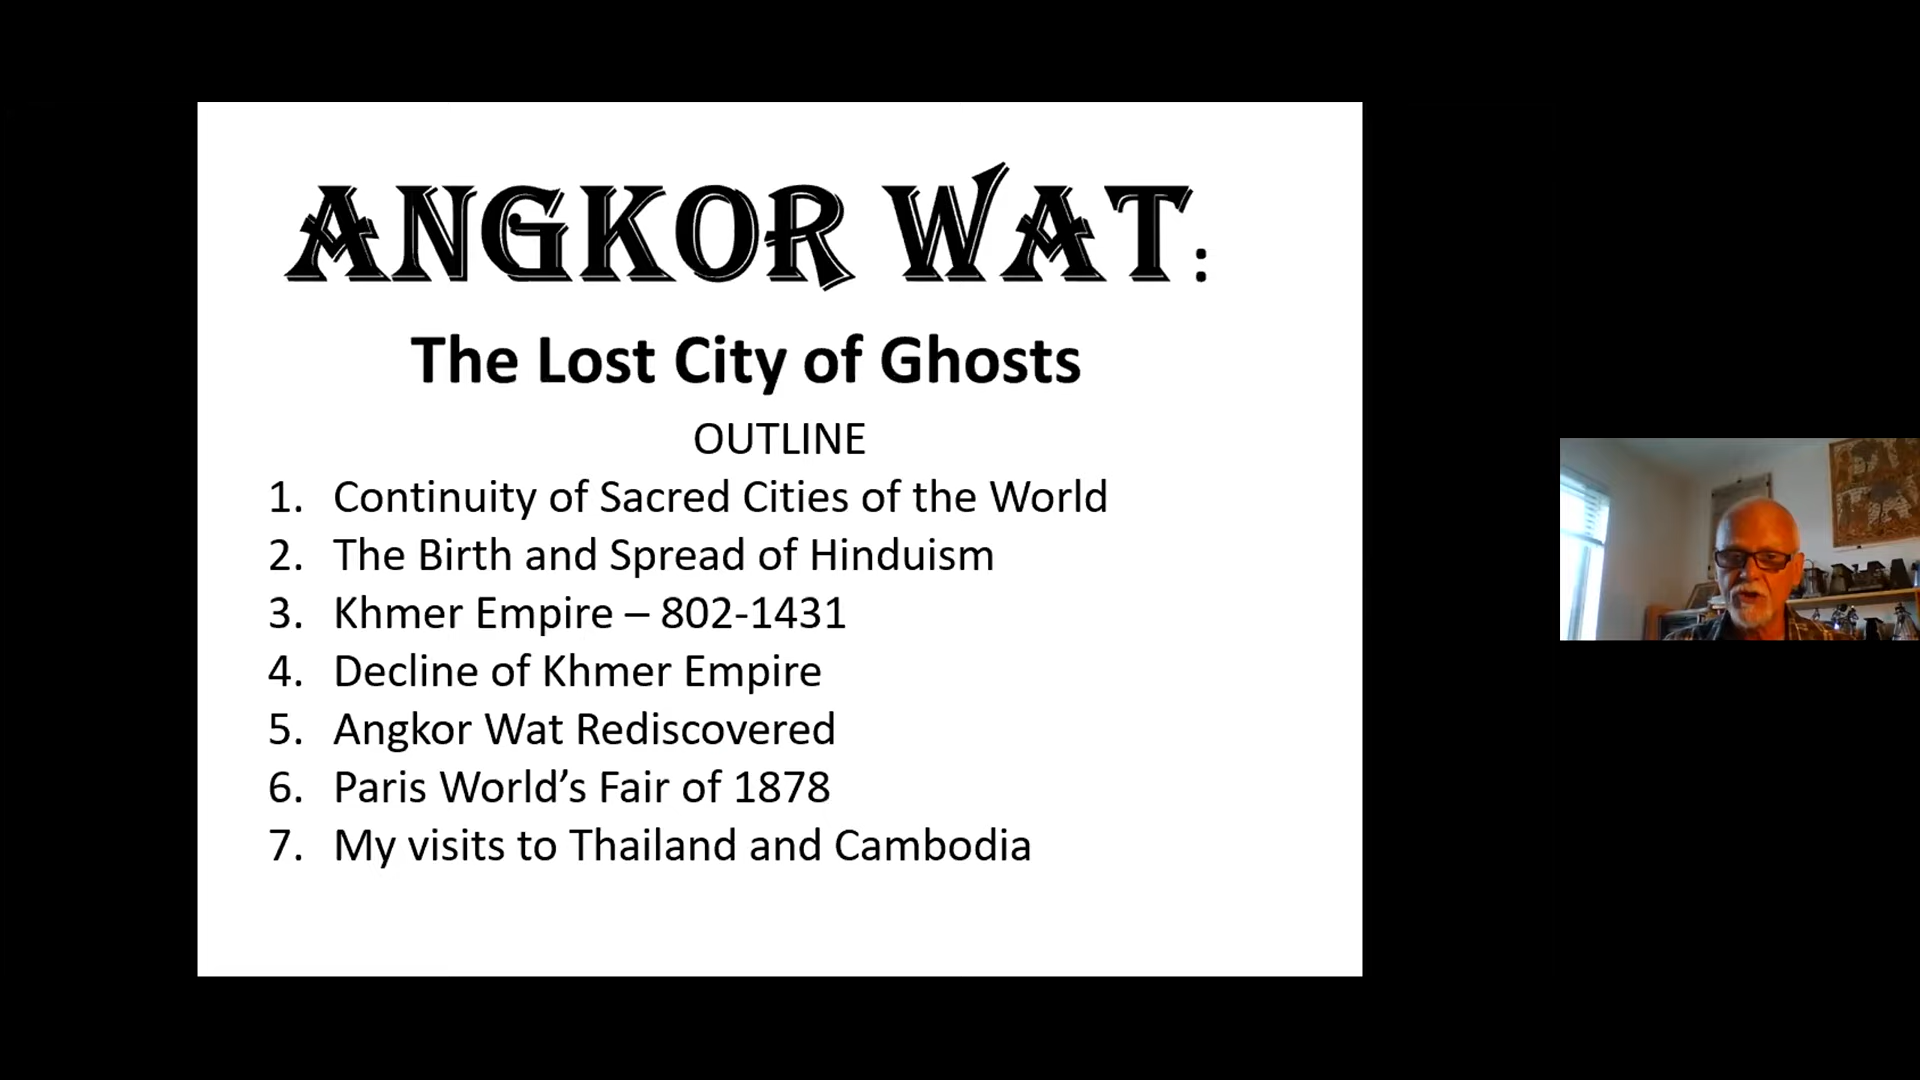 ANGKOR WAT:
The Lost City of Ghosts
OUTLINE
1. Continuity of Sacred Cities of the World
2. The Birth and Spread of Hinduism
3. Khmer Empire – 802-1431
4. Decline of Khmer Empire
5. Angkor Wat Rediscovered
6. Paris World’s Fair of 1878
7. My visits to Thailand and Cambodia